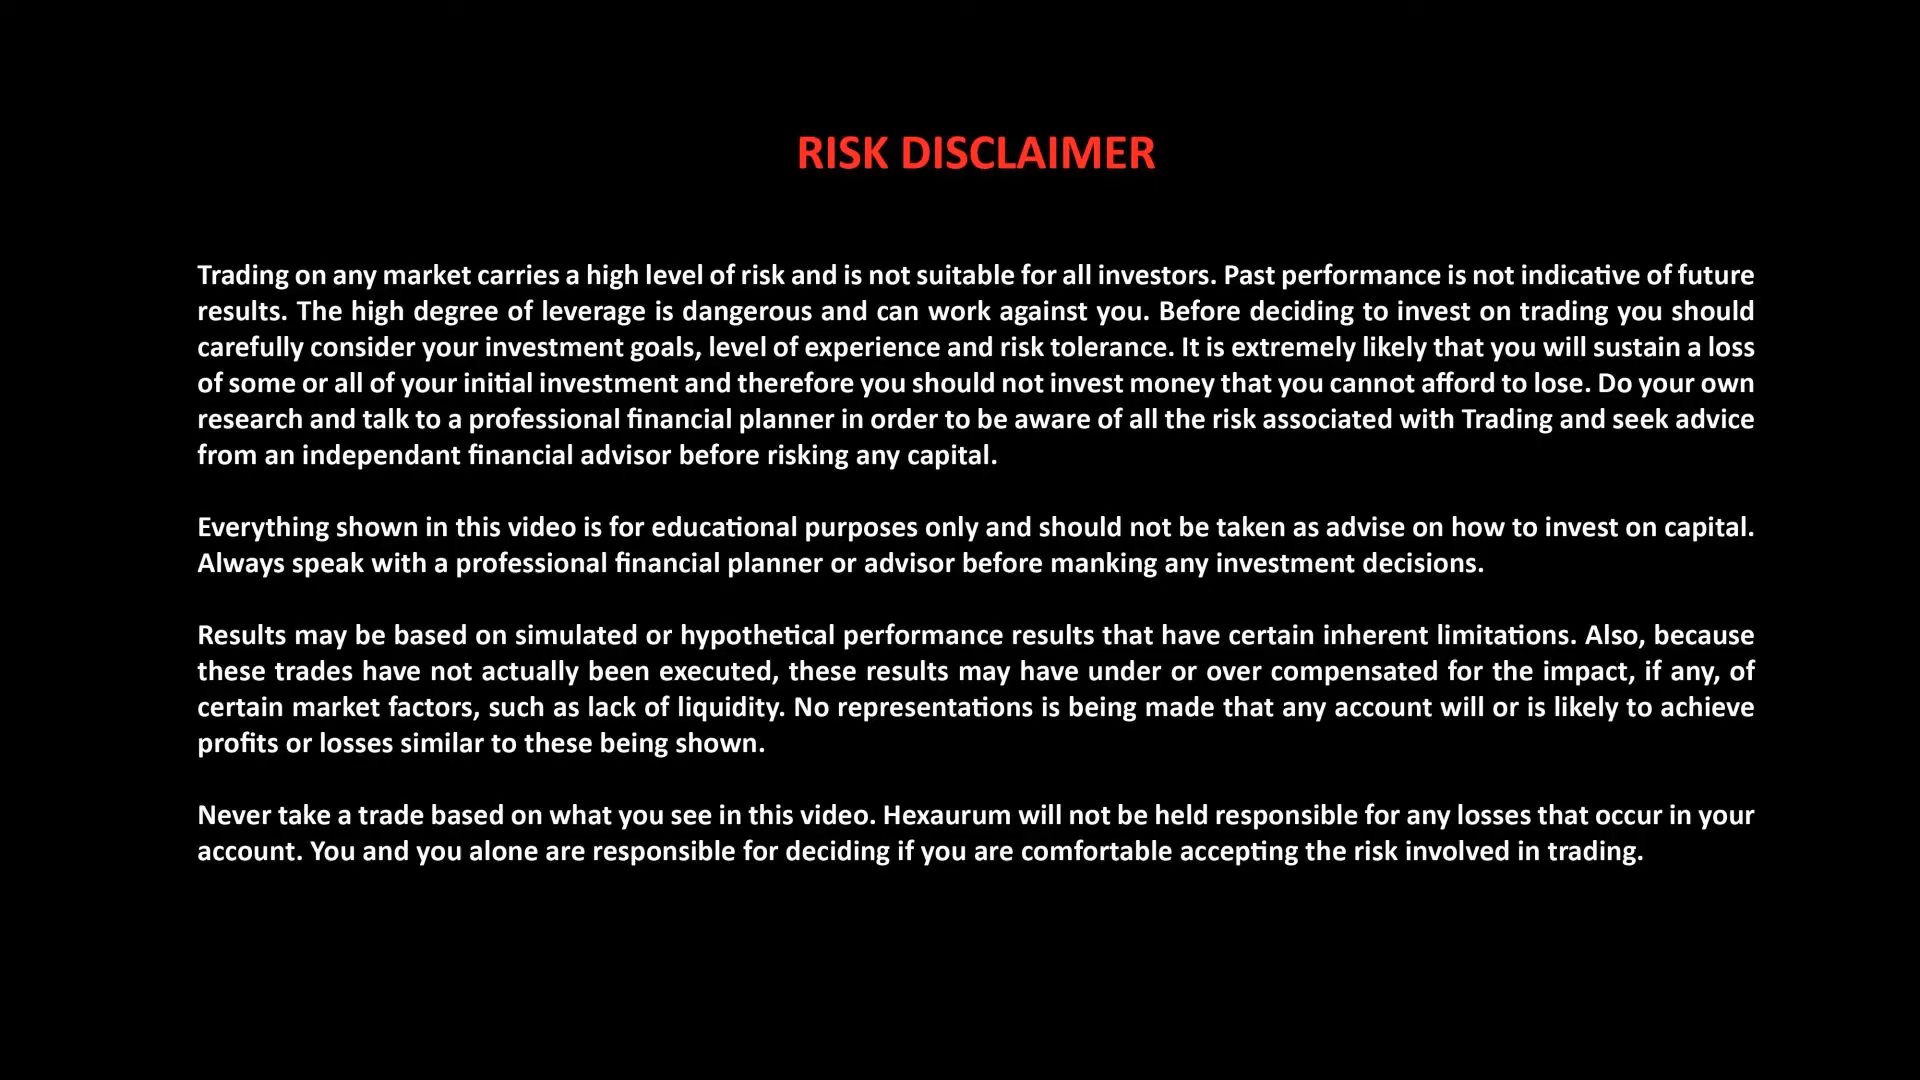 RISK DISCLAIMER
Trading on any market carries a high level of risk and is not suitable for all investors. Past performance is not indicative of future
results. The high degree of leverage is dangerous and can work against you. Before deciding to invest on trading you should
carefully consider your investment goals, level of experience and risk tolerance. It is extremely likely that you will sustain a loss
of some or all of your initial investment and therefore you should not invest money that you cannot afford to lose. Do your own
research and talk to a professional financial planner in order to be aware of all the risk associated with Trading and seek advice
from an independant financial advisor before risking any capital.
Everything shown in this video is for educational purposes only and should not be taken as advise on how to invest on capital.
Always speak with a professional financial planner or advisor before manking any investment decisions.
Results may be based on simulated or hypothetical performance results that have certain inherent limitations. Also, because
these trades have not actually been executed, these results may have under or over compensated for the impact, if any, of
certain market factors, such as lack of liquidity. No representations is being made that any account will or is likely to achieve
profits or losses similar to these being shown.
Never take a trade based on what you see in this video. Hexaurum will not be held responsible for any losses that occur in your
account. You and you alone are responsible for deciding if you are comfortable accepting the risk involved in trading.